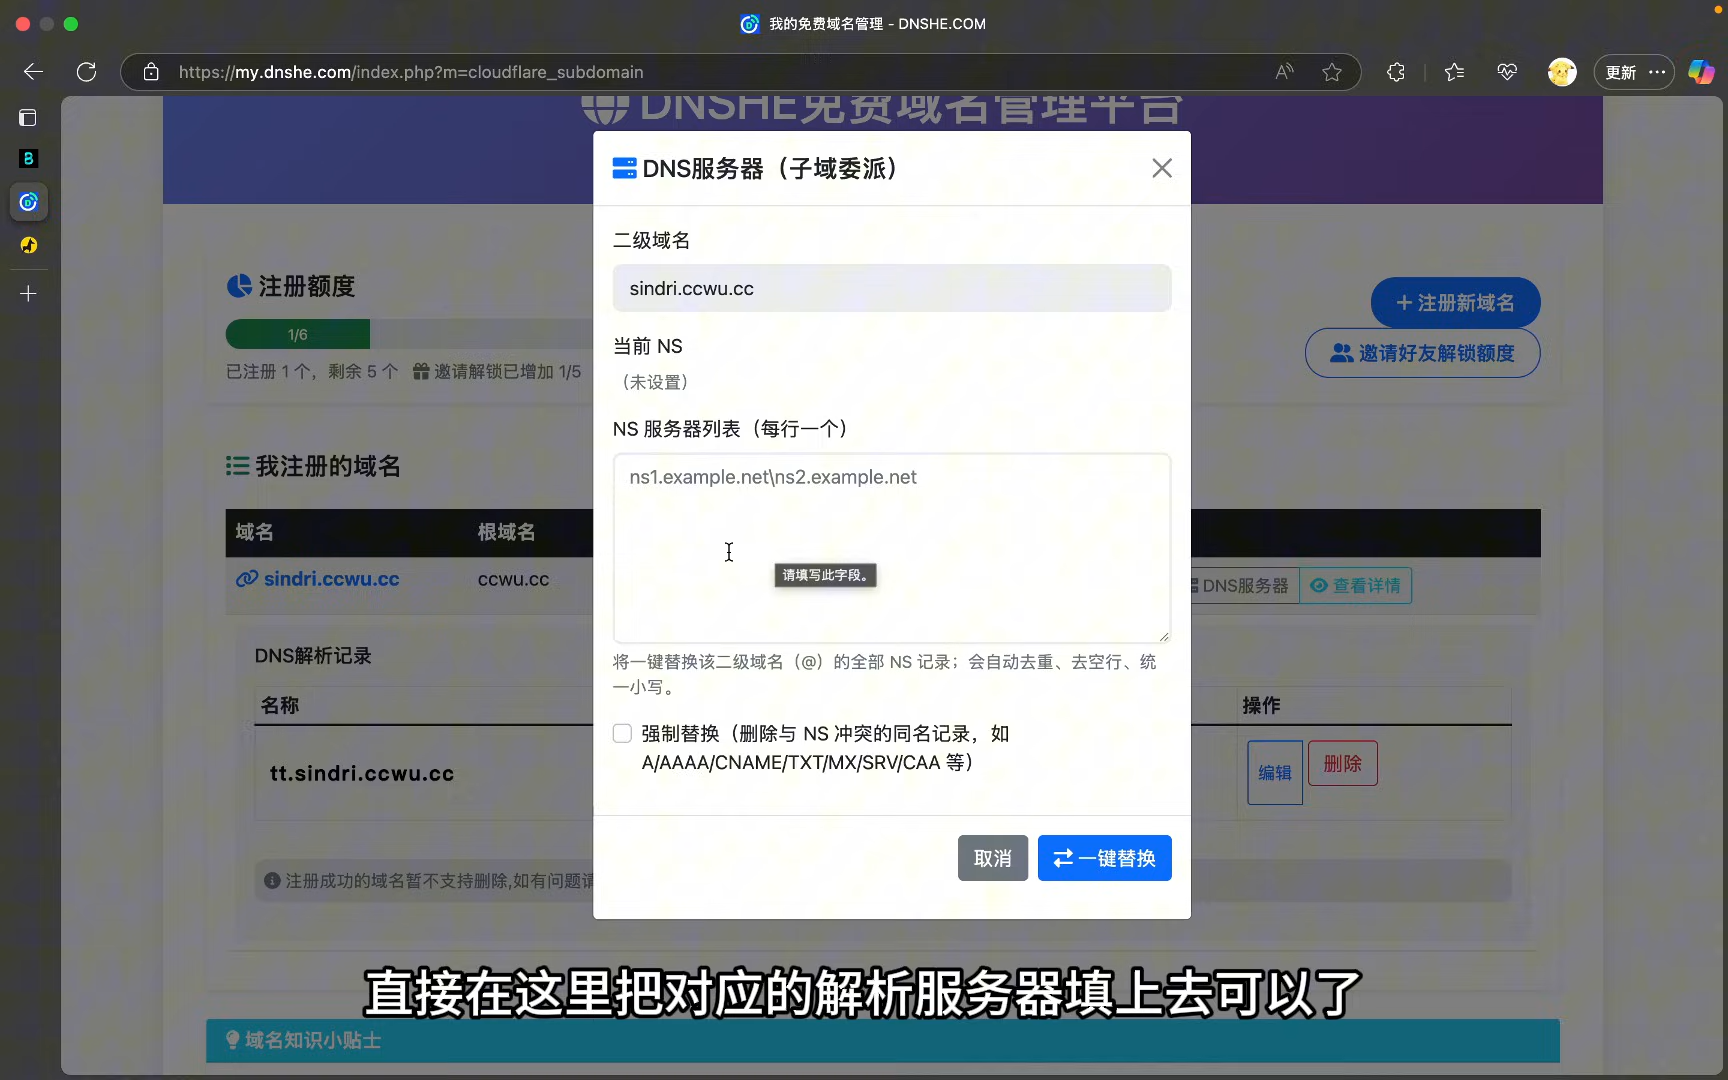 我的免费域名管理 - DNSHE.COM
https://my.dnshe.com/index.php?m=cloudflare_subdomain
更新
DNSHE免费域名管理平台
DNS服务器（子域委派）
二级域名
sindri.ccwu.cc
当前 NS
（未设置）
NS 服务器列表（每行一个）
ns1.example.net\ns2.example.net
请填写此字段。
将一键替换该二级域名（@）的全部 NS 记录；会自动去重、去空行、统
一小写。
强制替换（删除与 NS 冲突的同名记录，如
A/AAAA/CNAME/TXT/MX/SRV/CAA 等）
取消
一键替换
注册额度
1/6
已注册 1 个，剩余 5 个 邀请解锁已增加 1/5
注册新域名
邀请好友解锁额度
我注册的域名
域名 根域名
sindri.ccwu.cc ccwu.cc
DNS服务器 查看详情
DNS解析记录
名称 操作
tt.sindri.ccwu.cc 编辑 删除
注册成功的域名暂不支持删除,如有问题请
直接在这里把对应的解析服务器填上去可以了
域名知识小贴士